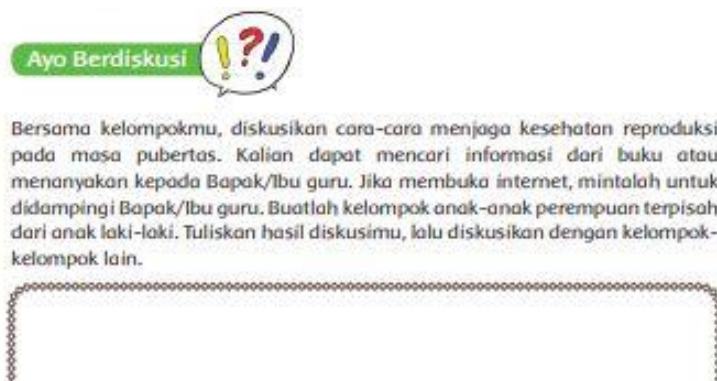 Ayo Berdiskusi
!?!
Bersama kelompokmu, diskusikan cara-cara menjaga kesehatan reproduksi
pada masa pubertas. Kalian dapat mencari informasi dari buku atau
menanyakan kepada Bapak/Ibu guru. Jika membuka internet, mintalah untuk
didampingi Bapak/Ibu guru. Buatlah kelompok anak-anak perempuan terpisah
dari anak laki-laki. Tuliskan hasil diskusimu, lalu diskusikan dengan kelompok-
kelompok lain.